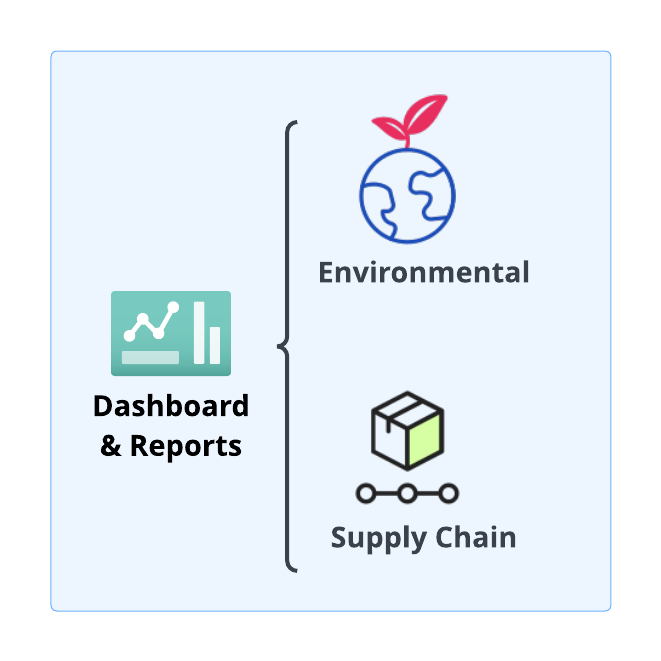 Environmental
Dashboard
& Reports
Supply Chain